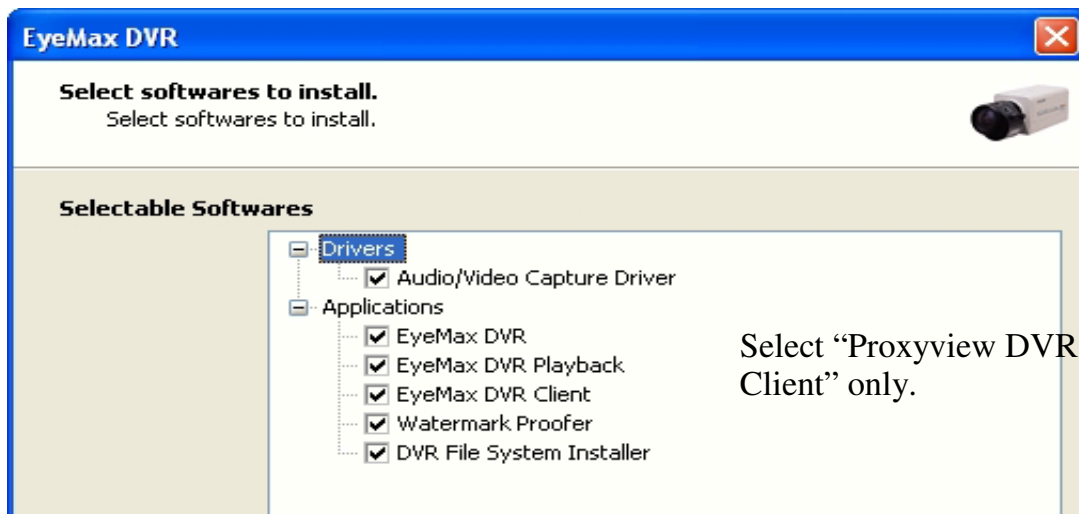 EyeMax DVR
Select softwares to install.
Select softwares to install.
Selectable Softwares
Drivers
Audio/Video Capture Driver
Applications
EyeMax DVR
EyeMax DVR Playback
EyeMax DVR Client
Watermark Proofer
DVR File System Installer
Select “Proxyview DVR
Client” only.